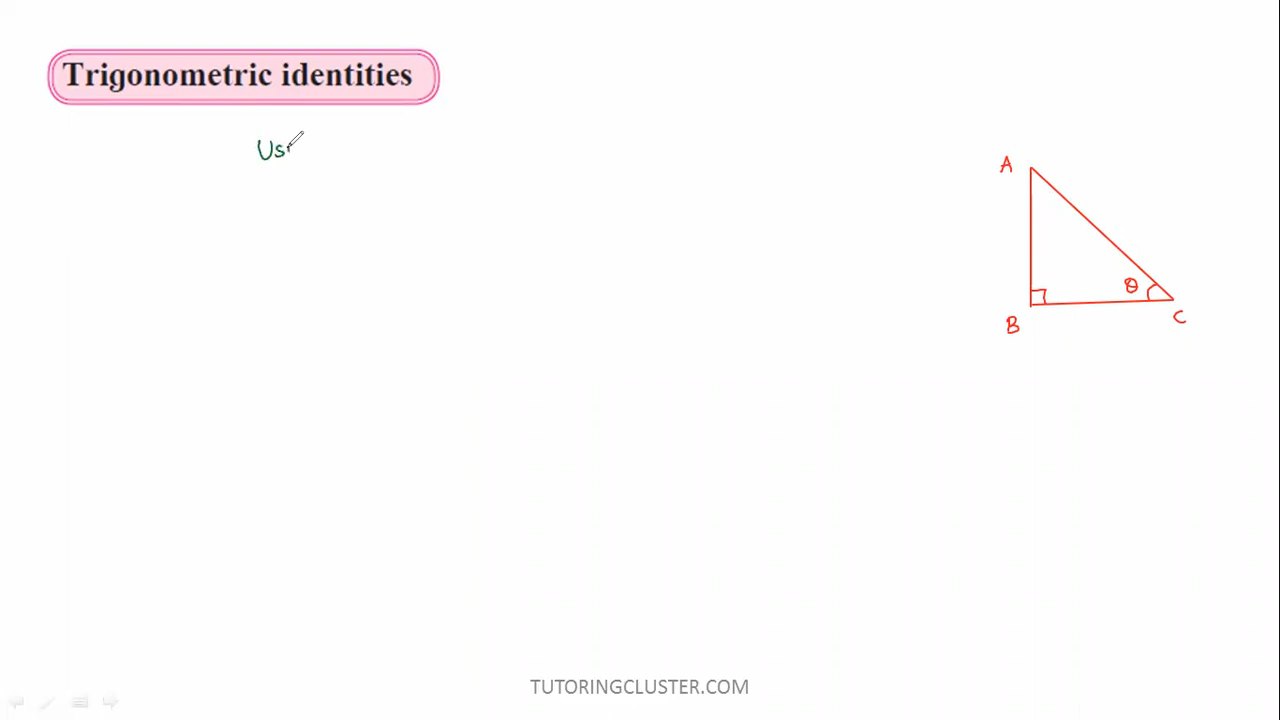 Trigonometric identities
Us
A
θ
B
C
TUTORINGCLUSTER.COM